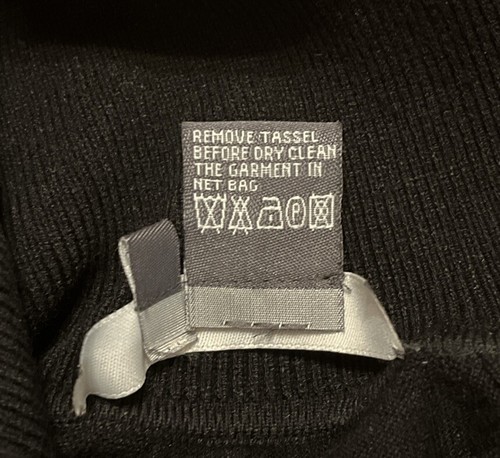 REMOVE TASSEL
BEFORE DRY CLEAN
THE GARMENT IN
NET BAG
P